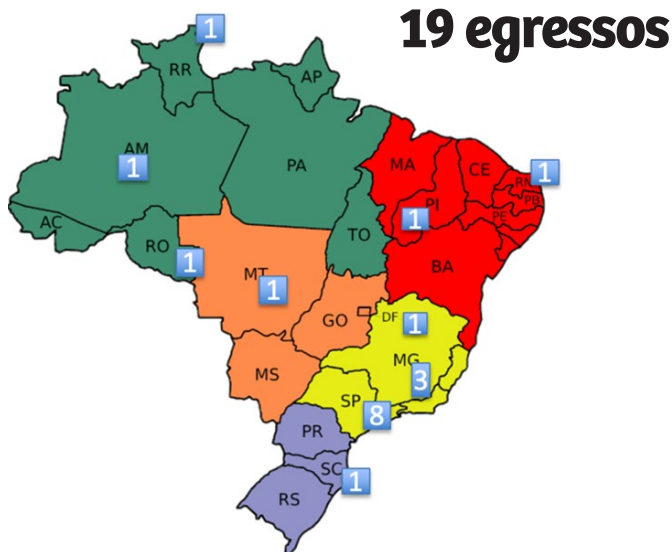 19 egressos
1
RR
AP
AM
1
PA
MA
CE
1
RN
PB
PI
PE
1
AC
RO
1
TO
BA
MT
1
GO
DF
1
MG
3
MS
SP
8
PR
SC
1
RS